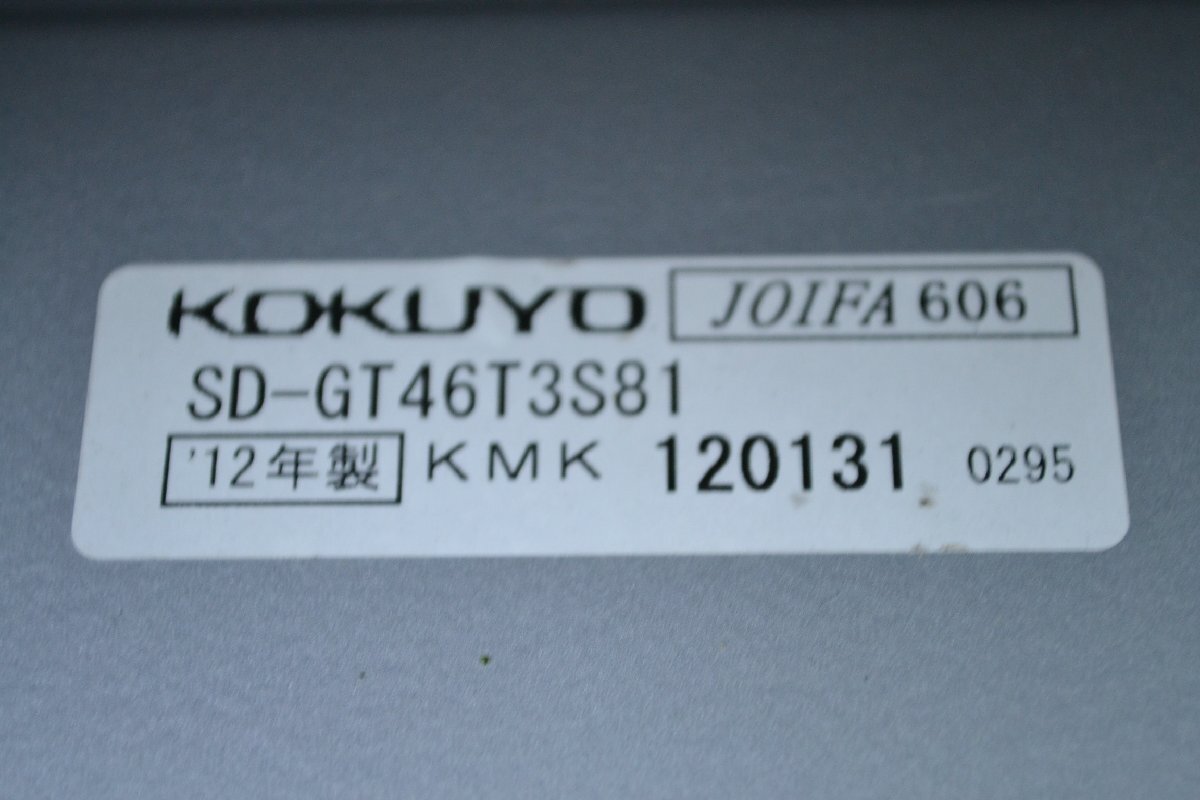 KOKUYO JOIFA 606
SD-GT46T3S81
'12年製 KMK 120131 0295